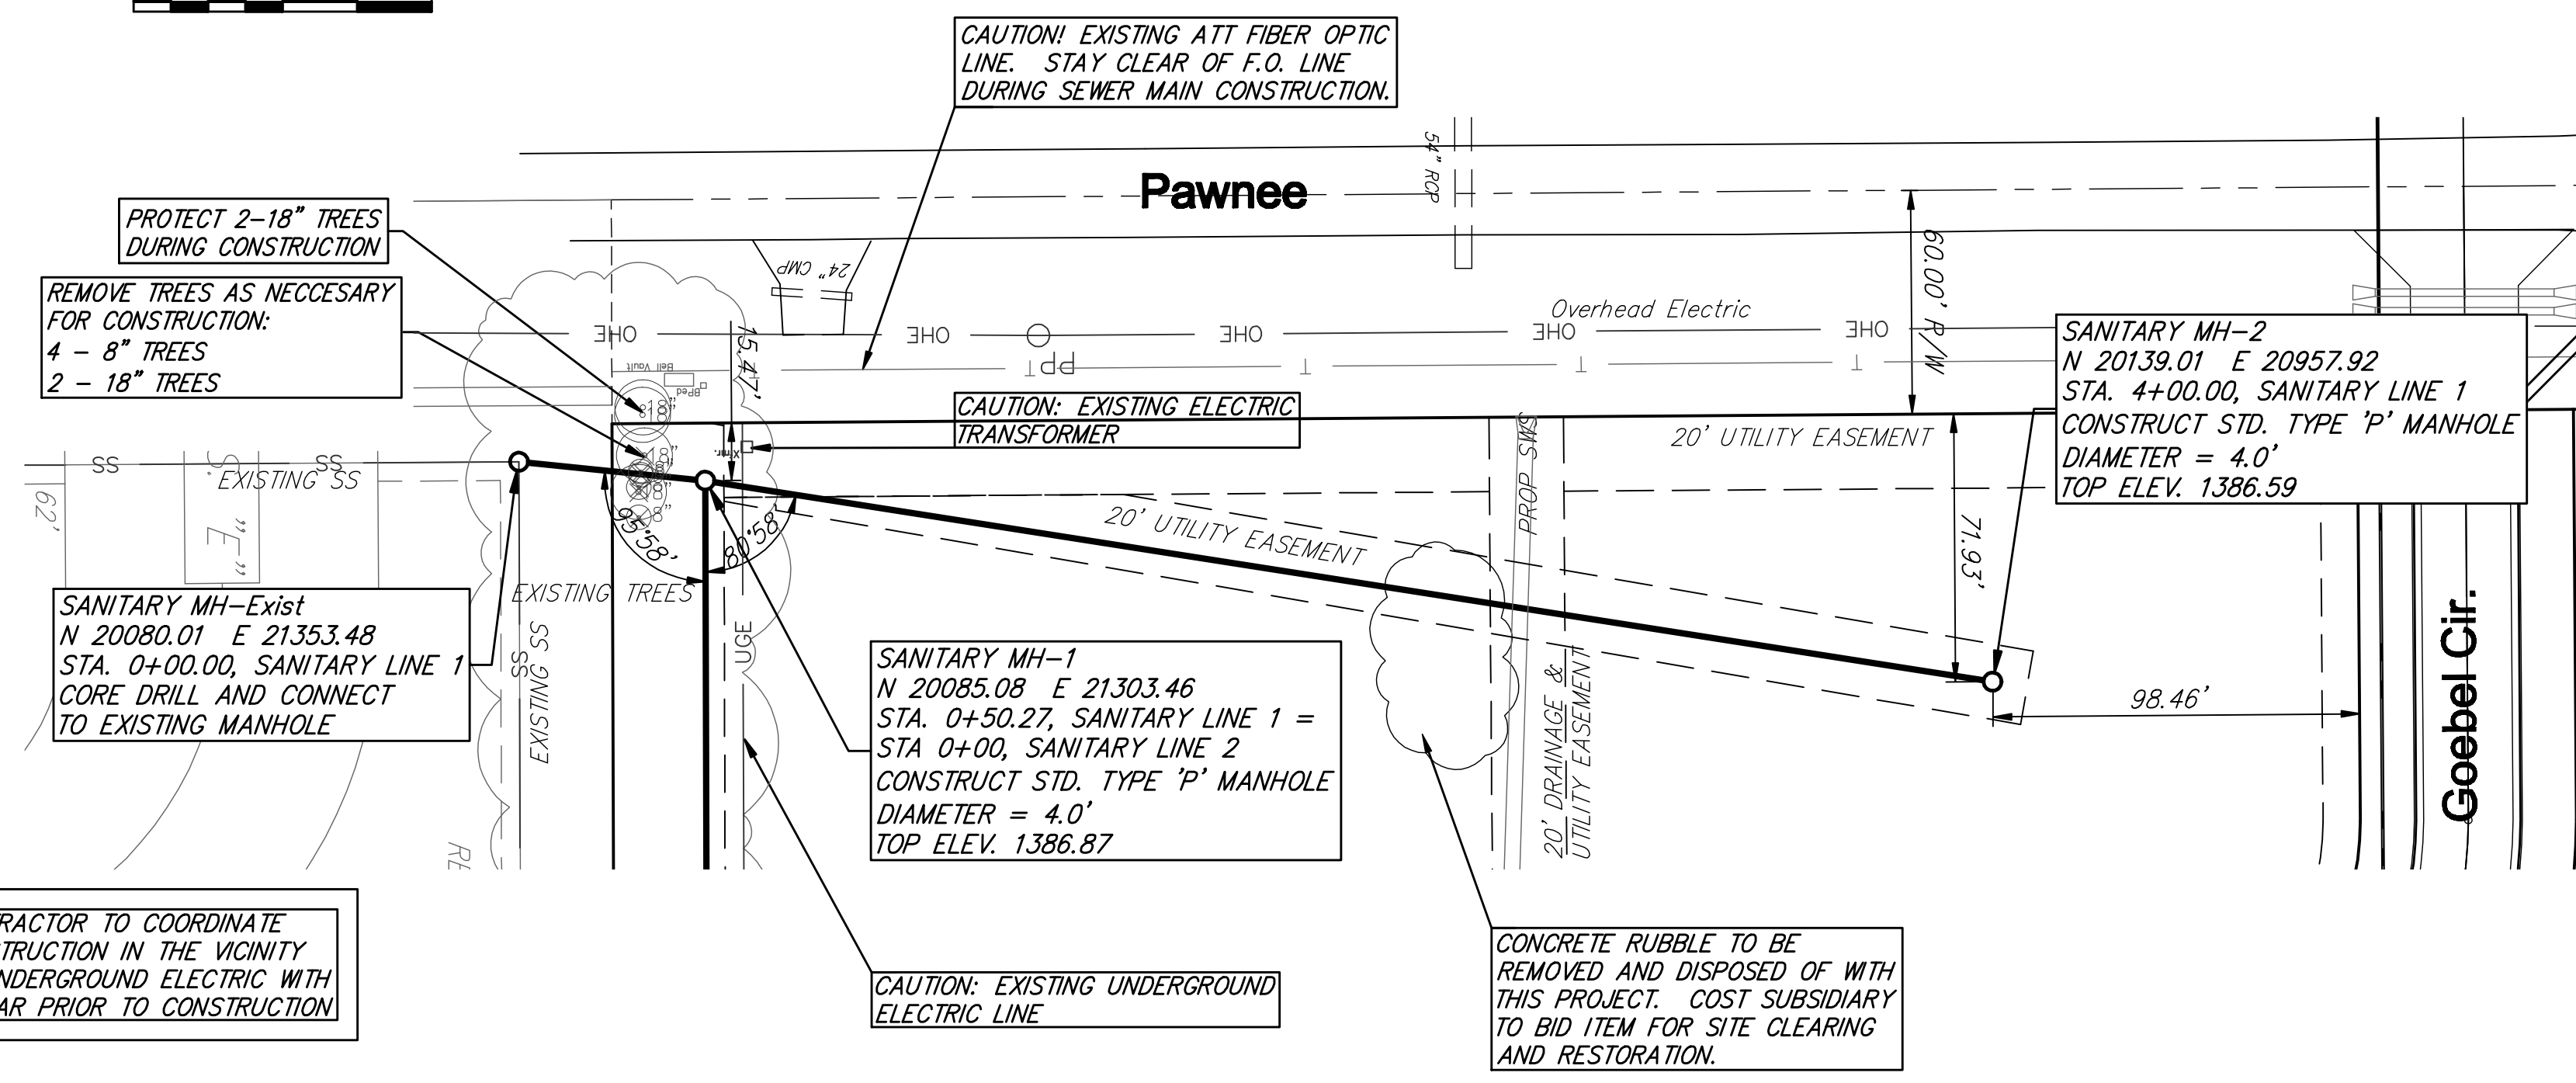 CAUTION! EXISTING ATT FIBER OPTIC
LINE. STAY CLEAR OF F.O. LINE
DURING SEWER MAIN CONSTRUCTION.
54" RCP
Pawnee
PROTECT 2-18" TREES
DURING CONSTRUCTION
24" CMP
60.00' R/W
REMOVE TREES AS NECCESARY
FOR CONSTRUCTION:
4 - 8" TREES
2 - 18" TREES
Overhead Electric
OHE
OHE
OHE
OHE
OHE
15.47'
PP
T
T
T
T
T
Bell Vault
BPed
SANITARY MH-2
N 20139.01 E 20957.92
STA. 4+00.00, SANITARY LINE 1
CONSTRUCT STD. TYPE 'P' MANHOLE
DIAMETER = 4.0'
TOP ELEV. 1386.59
CAUTION: EXISTING ELECTRIC
TRANSFORMER
18"
18"
8"
8"
8"
Xfmr.
20' UTILITY EASEMENT
PROP SWS
SS
SS
EXISTING SS
62'
S.
"E"
95°58'
80°58'
20' UTILITY EASEMENT
71.93'
EXISTING TREES
SANITARY MH-Exist
N 20080.01 E 21353.48
STA. 0+00.00, SANITARY LINE 1
CORE DRILL AND CONNECT
TO EXISTING MANHOLE
SS
EXISTING SS
UGE
SANITARY MH-1
N 20085.08 E 21303.46
STA. 0+50.27, SANITARY LINE 1 =
STA 0+00, SANITARY LINE 2
CONSTRUCT STD. TYPE 'P' MANHOLE
DIAMETER = 4.0'
TOP ELEV. 1386.87
20' DRAINAGE &
UTILITY EASEMENT
98.46'
Goebel Cir.
RE
RACTOR TO COORDINATE
TRUCTION IN THE VICINITY
NDERGROUND ELECTRIC WITH
AR PRIOR TO CONSTRUCTION
CAUTION: EXISTING UNDERGROUND
ELECTRIC LINE
CONCRETE RUBBLE TO BE
REMOVED AND DISPOSED OF WITH
THIS PROJECT. COST SUBSIDIARY
TO BID ITEM FOR SITE CLEARING
AND RESTORATION.